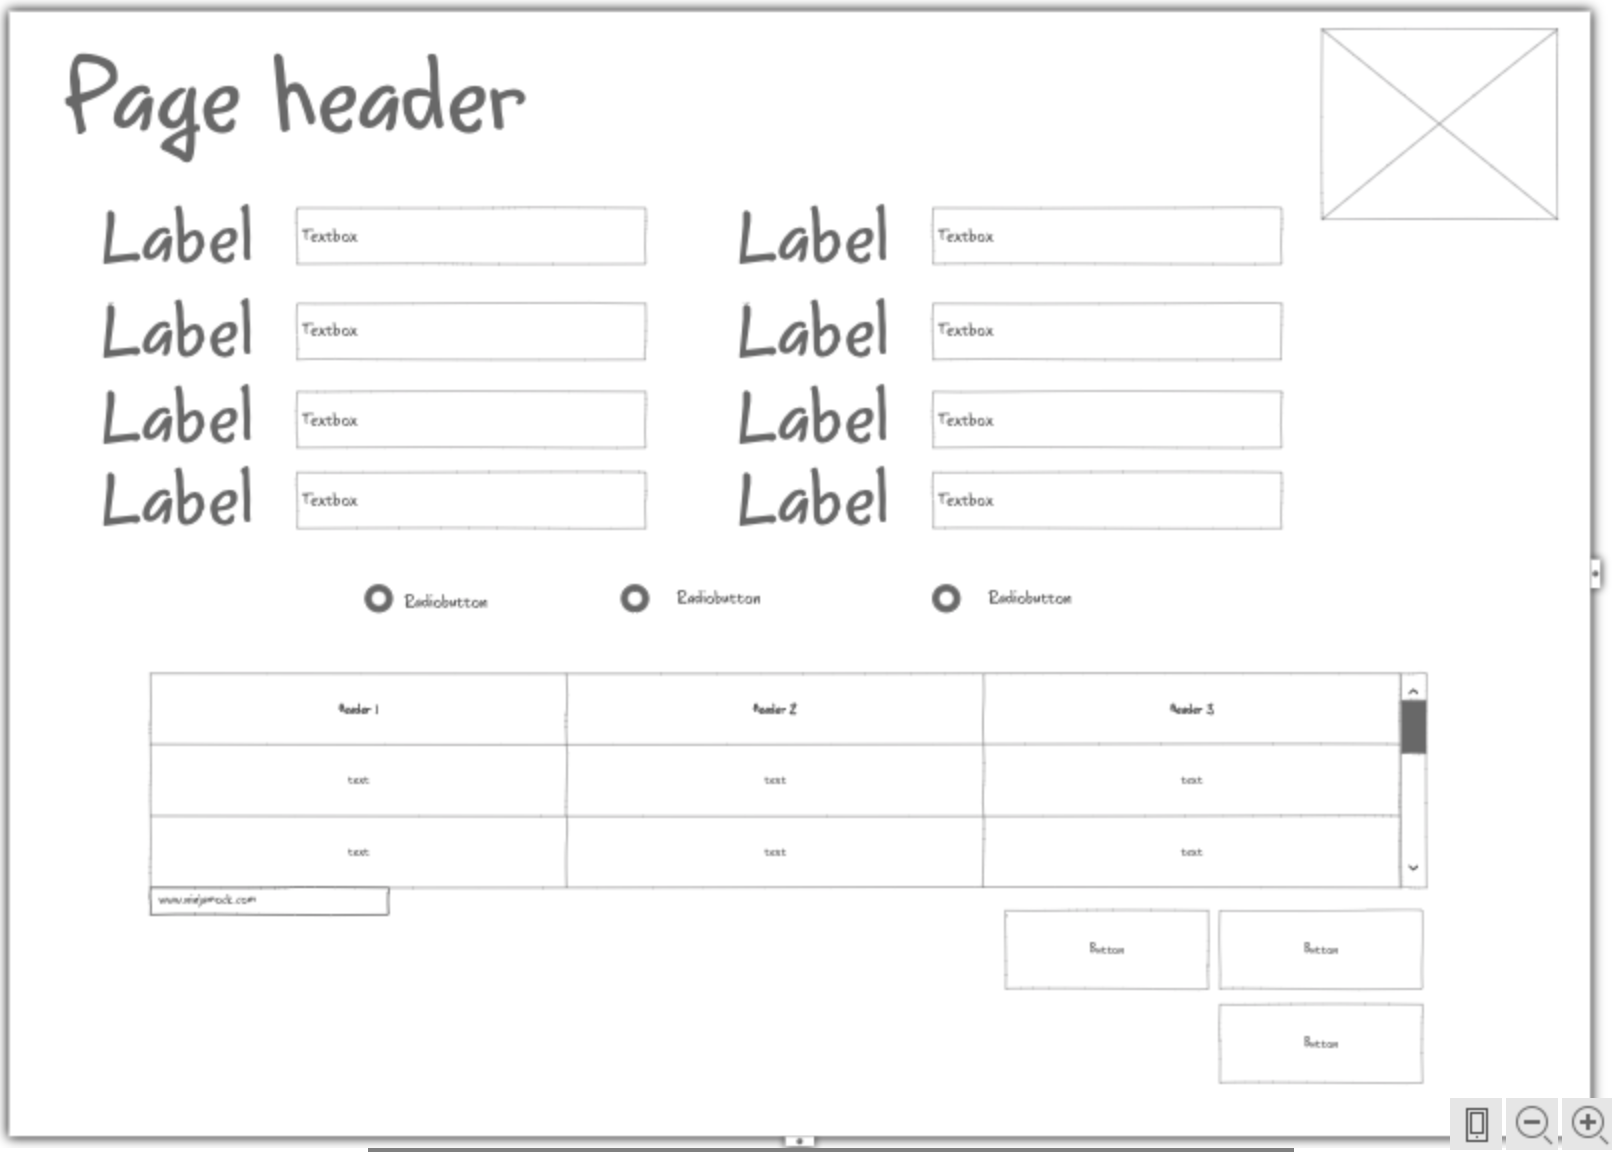 Page header
Label Textbox Label Textbox
Label Textbox Label Textbox
Label Textbox Label Textbox
Label Textbox Label Textbox
Radiobutton Radiobutton Radiobutton
Header 1 Header 2 Header 3
text text text
text text text
www.ninjamock.com
Button Button
Button